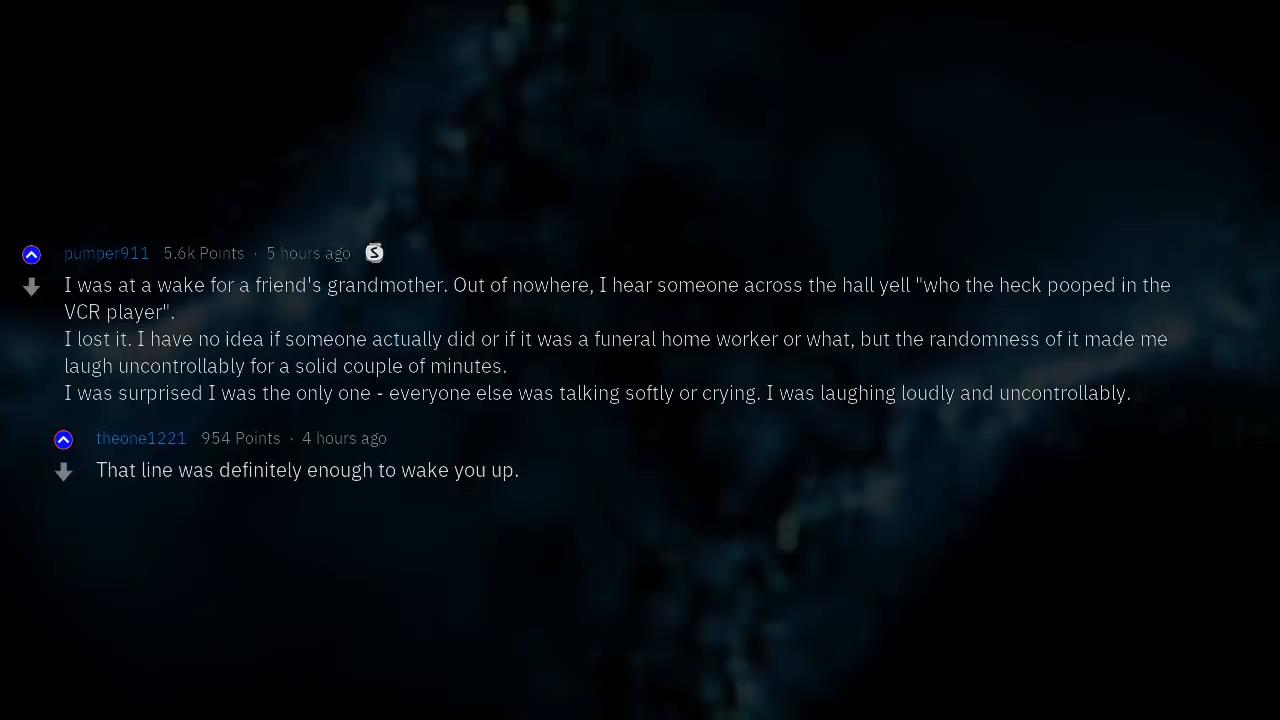 pumper911 5.6k Points · 5 hours ago S
I was at a wake for a friend's grandmother. Out of nowhere, I hear someone across the hall yell "who the heck pooped in the
VCR player".
I lost it. I have no idea if someone actually did or if it was a funeral home worker or what, but the randomness of it made me
laugh uncontrollably for a solid couple of minutes.
I was surprised I was the only one - everyone else was talking softly or crying. I was laughing loudly and uncontrollably.
theone1221 954 Points · 4 hours ago
That line was definitely enough to wake you up.